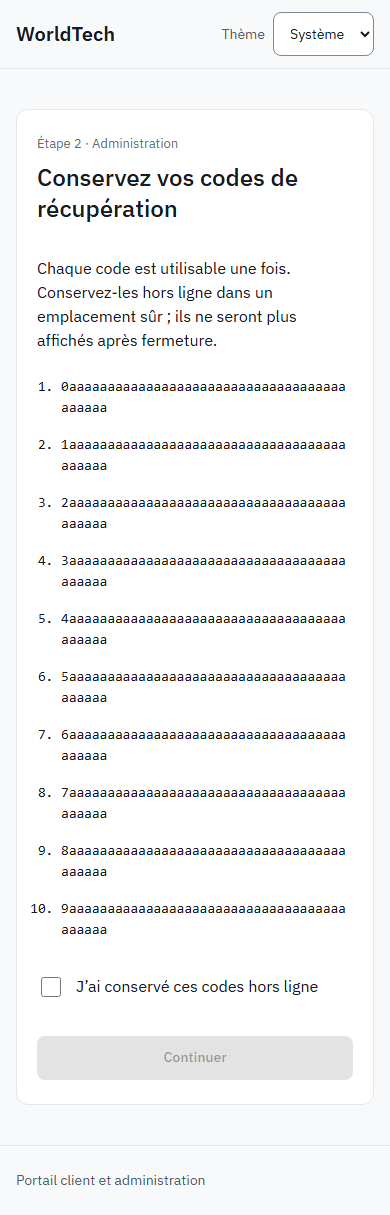 WorldTech
Thème
Système
Étape 2 · Administration
Conservez vos codes de
récupération
Chaque code est utilisable une fois.
Conservez-les hors ligne dans un
emplacement sûr ; ils ne seront plus
affichés après fermeture.
1. 0aaaaaaaaaaaaaaaaaaaaaaaaaaaaaaaaaaaa
aaaaaa
2. 1aaaaaaaaaaaaaaaaaaaaaaaaaaaaaaaaaaaa
aaaaaa
3. 2aaaaaaaaaaaaaaaaaaaaaaaaaaaaaaaaaaaa
aaaaaa
4. 3aaaaaaaaaaaaaaaaaaaaaaaaaaaaaaaaaaaa
aaaaaa
5. 4aaaaaaaaaaaaaaaaaaaaaaaaaaaaaaaaaaaa
aaaaaa
6. 5aaaaaaaaaaaaaaaaaaaaaaaaaaaaaaaaaaaa
aaaaaa
7. 6aaaaaaaaaaaaaaaaaaaaaaaaaaaaaaaaaaaa
aaaaaa
8. 7aaaaaaaaaaaaaaaaaaaaaaaaaaaaaaaaaaaa
aaaaaa
9. 8aaaaaaaaaaaaaaaaaaaaaaaaaaaaaaaaaaaa
aaaaaa
10. 9aaaaaaaaaaaaaaaaaaaaaaaaaaaaaaaaaaaa
aaaaaa
J’ai conservé ces codes hors ligne
Continuer
Portail client et administration